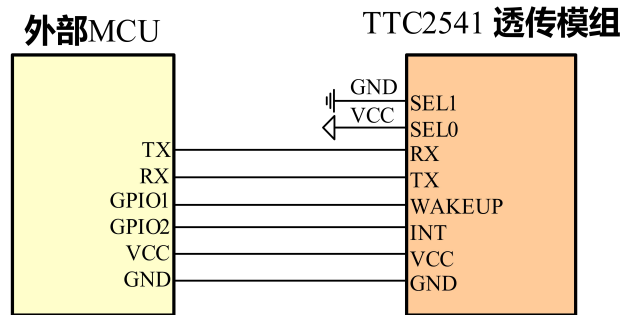 外部MCU
TTC2541 透传模组
GND
SEL1
VCC
SEL0
TX
RX
RX
TX
GPIO1
WAKEUP
GPIO2
INT
VCC
VCC
GND
GND